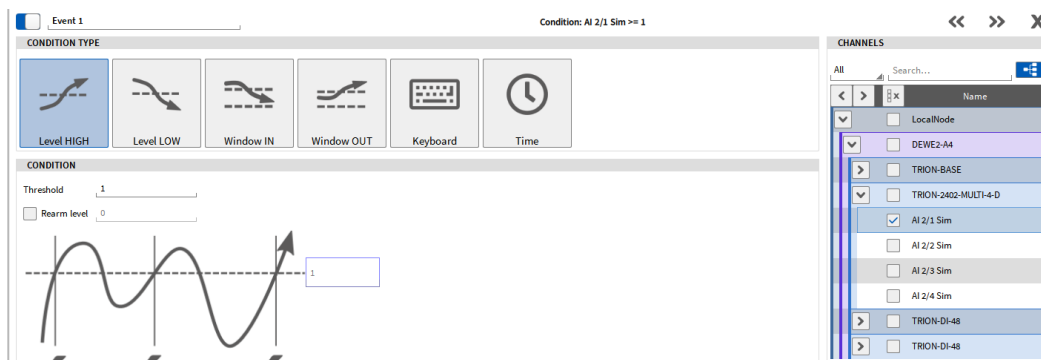 Event 1
Condition: AI 2/1 Sim >= 1
CONDITION TYPE
Level HIGH
Level LOW
Window IN
Window OUT
Keyboard
Time
CONDITION
Threshold 1
Rearm level 0
1
CHANNELS
All Search...
Name
LocalNode
DEWE2-A4
TRION-BASE
TRION-2402-MULTI-4-D
AI 2/1 Sim
AI 2/2 Sim
AI 2/3 Sim
AI 2/4 Sim
TRION-DI-48
TRION-DI-48